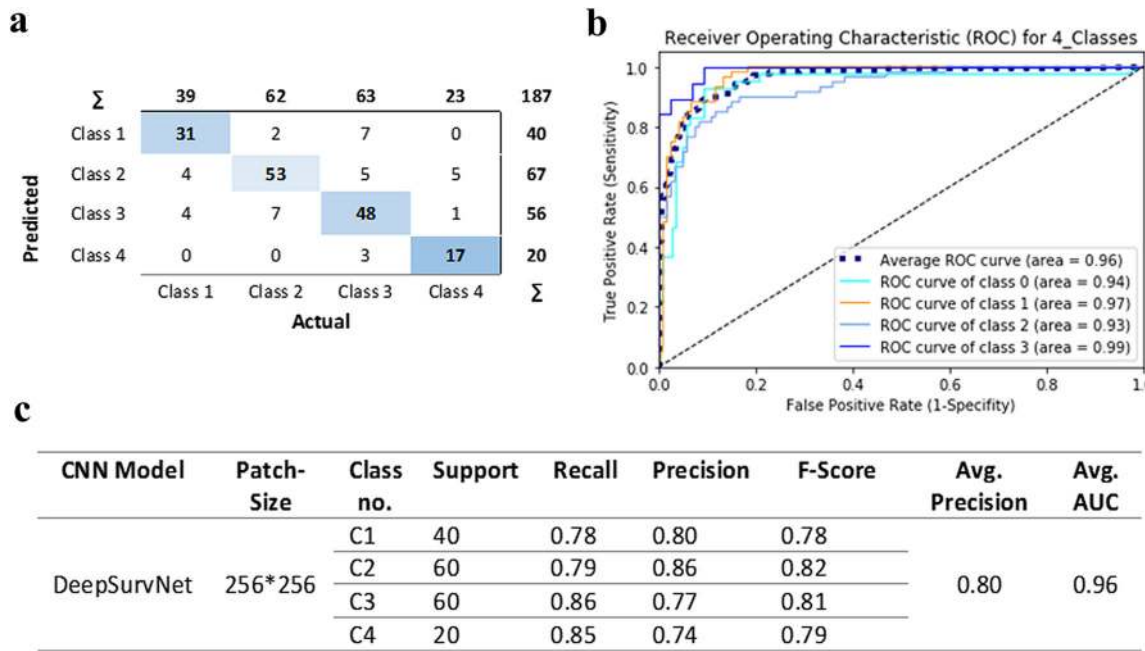 a
Σ 39 62 63 23 187
Class 1 31 2 7 0 40
Class 2 4 53 5 5 67
Class 3 4 7 48 1 56
Class 4 0 0 3 17 20
Class 1 Class 2 Class 3 Class 4 Σ
Actual
Predicted
b
Receiver Operating Characteristic (ROC) for 4_Classes
1.0
0.8
0.6
0.4
0.2
0.0
True Positive Rate (Sensitivity)
Average ROC curve (area = 0.96)
ROC curve of class 0 (area = 0.94)
ROC curve of class 1 (area = 0.97)
ROC curve of class 2 (area = 0.93)
ROC curve of class 3 (area = 0.99)
0.0 0.2 0.4 0.6 0.8 1.0
False Positive Rate (1-Specifity)
c
CNN Model Patch-Size Class no. Support Recall Precision F-Score Avg. Precision Avg. AUC
DeepSurvNet 256*256 0.80 0.96
C1 40 0.78 0.80 0.78
C2 60 0.79 0.86 0.82
C3 60 0.86 0.77 0.81
C4 20 0.85 0.74 0.79